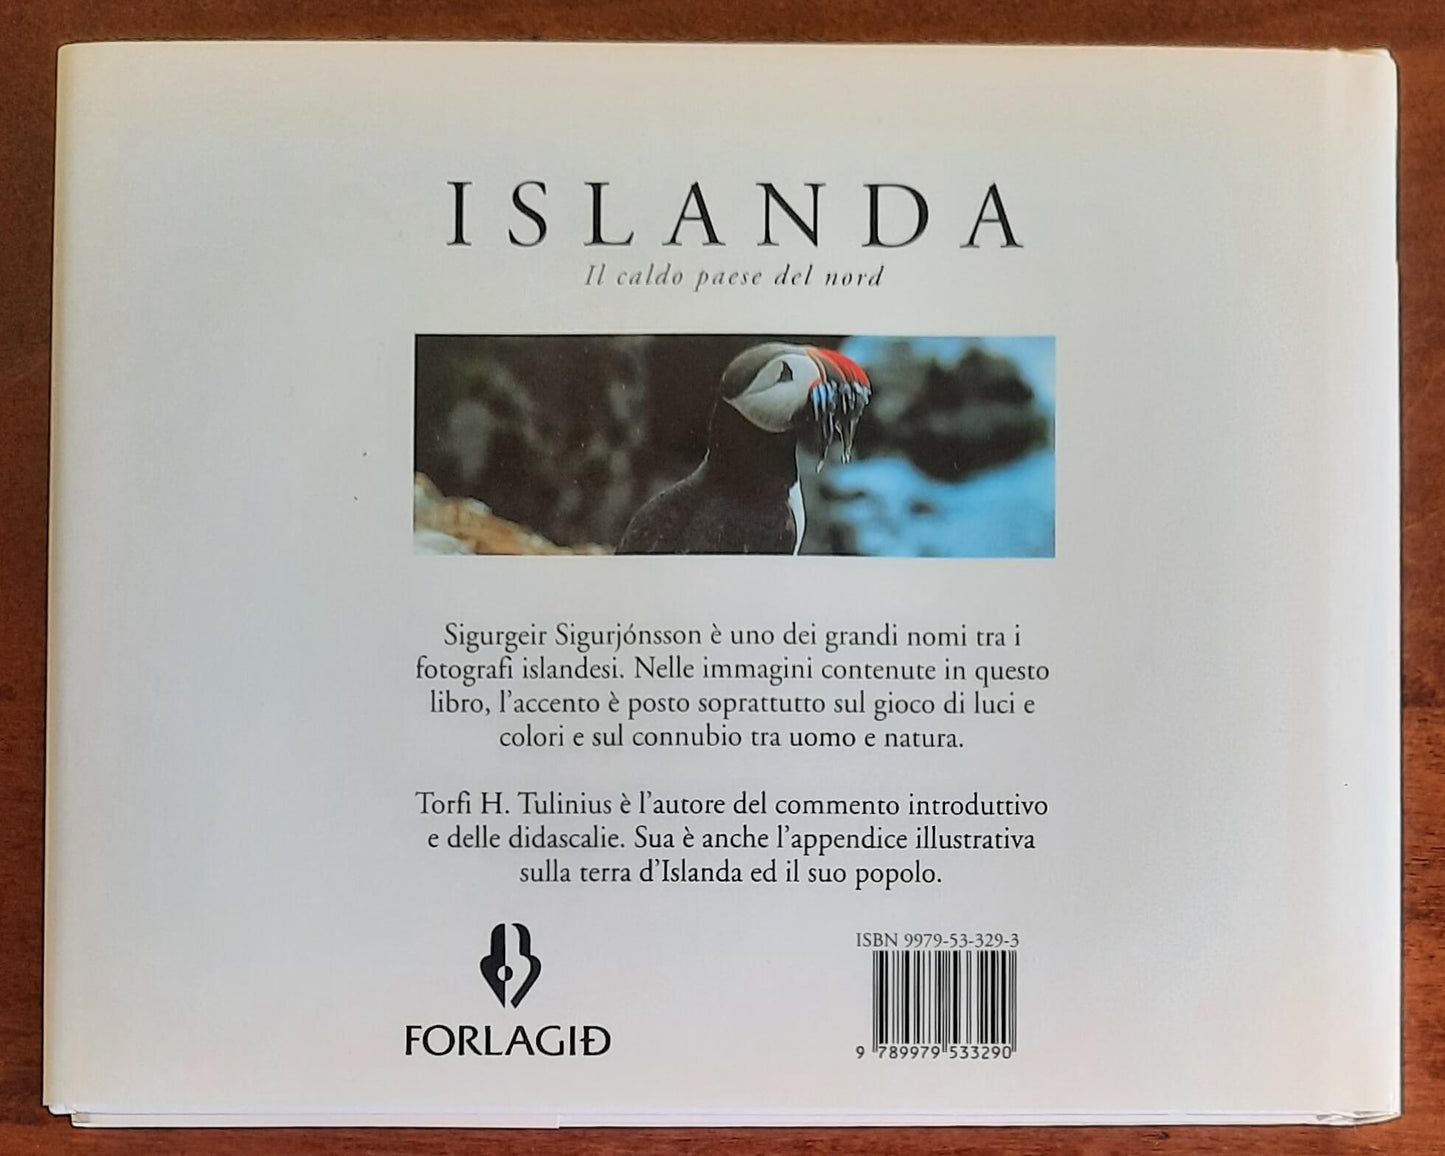 ISLANDA
Il caldo paese del nord
Sigurgeir Sigurjónsson è uno dei grandi nomi tra i
fotografi islandesi. Nelle immagini contenute in questo
libro, l'accento è posto soprattutto sul gioco di luci e
colori e sul connubio tra uomo e natura.
Torfi H. Tulinius è l'autore del commento introduttivo
e delle didascalie. Sua è anche l'appendice illustrativa
sulla terra d'Islanda ed il suo popolo.
FORLAGIÐ
ISBN 9979-53-329-3
9 789979 533290